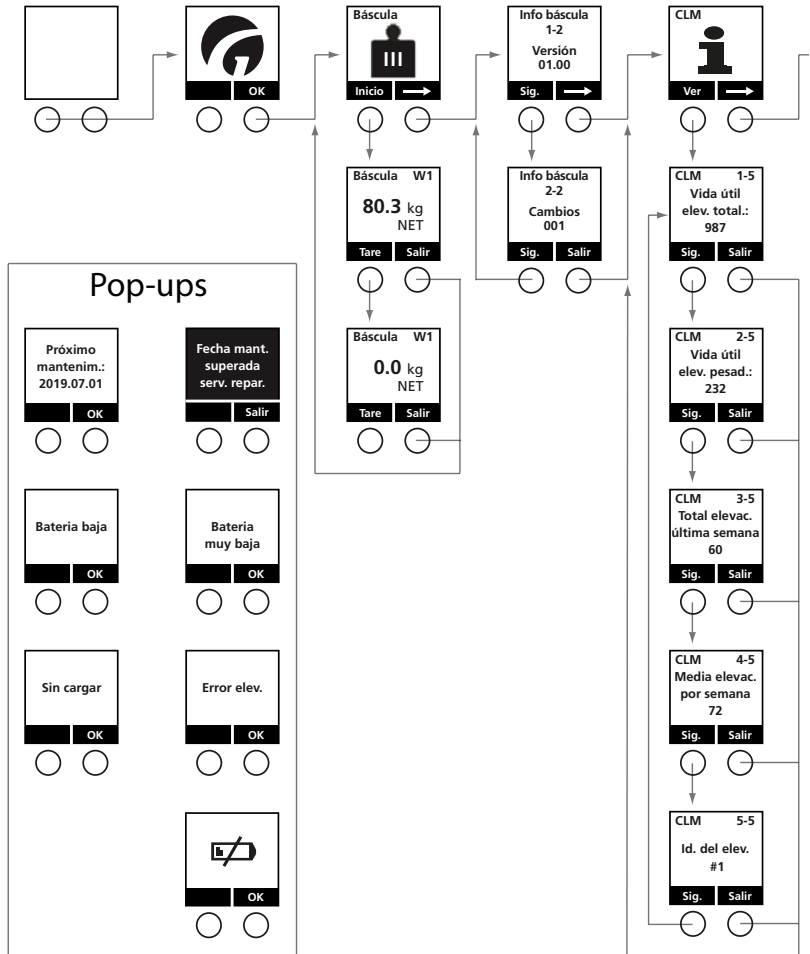 OK
Báscula
Inicio
Info báscula
1-2
Versión
01.00
Sig.
CLM
Ver
Báscula W1
80.3 kg
NET
Tare Salir
Báscula W1
0.0 kg
NET
Tare Salir
Info báscula
2-2
Cambios
001
Sig. Salir
CLM 1-5
Vida útil
elev. total.:
987
Sig. Salir
CLM 2-5
Vida útil
elev. pesad.:
232
Sig. Salir
CLM 3-5
Total elevac.
última semana
60
Sig. Salir
CLM 4-5
Media elevac.
por semana
72
Sig. Salir
CLM 5-5
Id. del elev.
#1
Sig. Salir
Pop-ups
Próximo
mantenim.:
2019.07.01
OK
Fecha mant.
superada
serv. repar.
Salir
Bateria baja
OK
Bateria
muy baja
OK
Sin cargar
OK
Error elev.
OK
OK